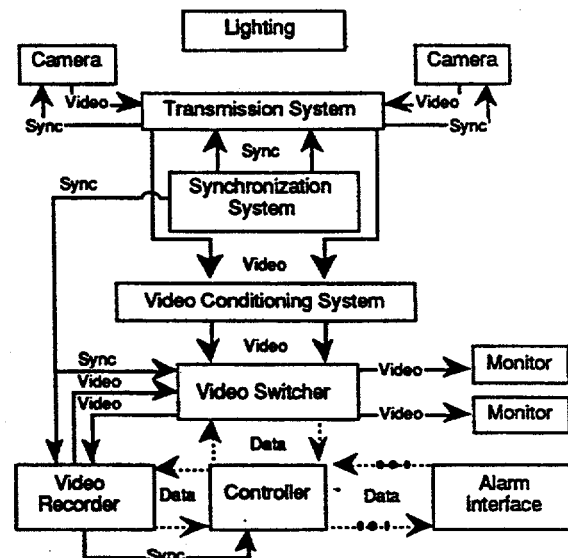 Lighting
Camera
Camera
Video
Video
Transmission System
Sync
Sync
Sync
Sync
Synchronization
System
Video
Video Conditioning System
Video
Sync
Video
Video
Video Switcher
Video
Monitor
Video
Monitor
Data
Video
Recorder
Data
Controller
Data
Alarm
Interface
Sync